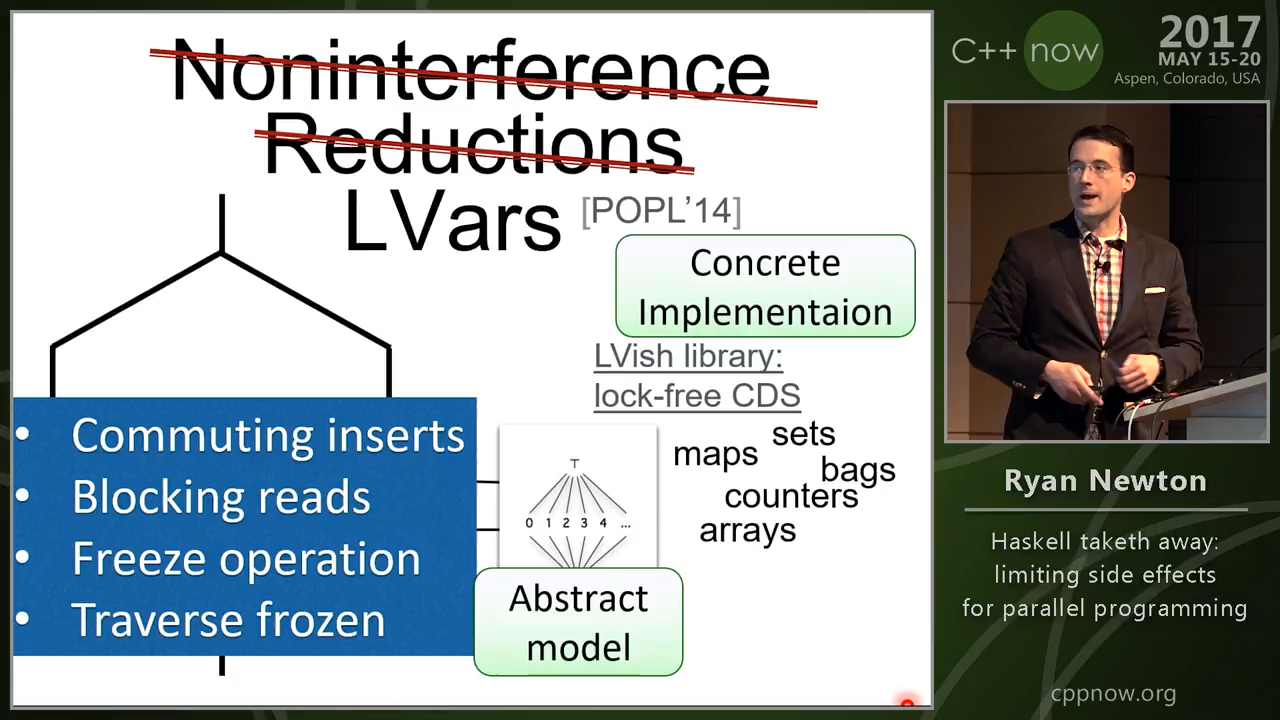 Noninterference
Reductions
LVars [POPL’14]
Concrete
Implementaion
LVish library:
lock-free CDS
maps sets
bags
counters
arrays
• Commuting inserts
• Blocking reads
• Freeze operation
• Traverse frozen
⊤
0 1 2 3 4 ...
Abstract
model
C++ now
2017
MAY 15-20
Aspen, Colorado, USA
Ryan Newton
Haskell taketh away:
limiting side effects
for parallel programming
cppnow.org